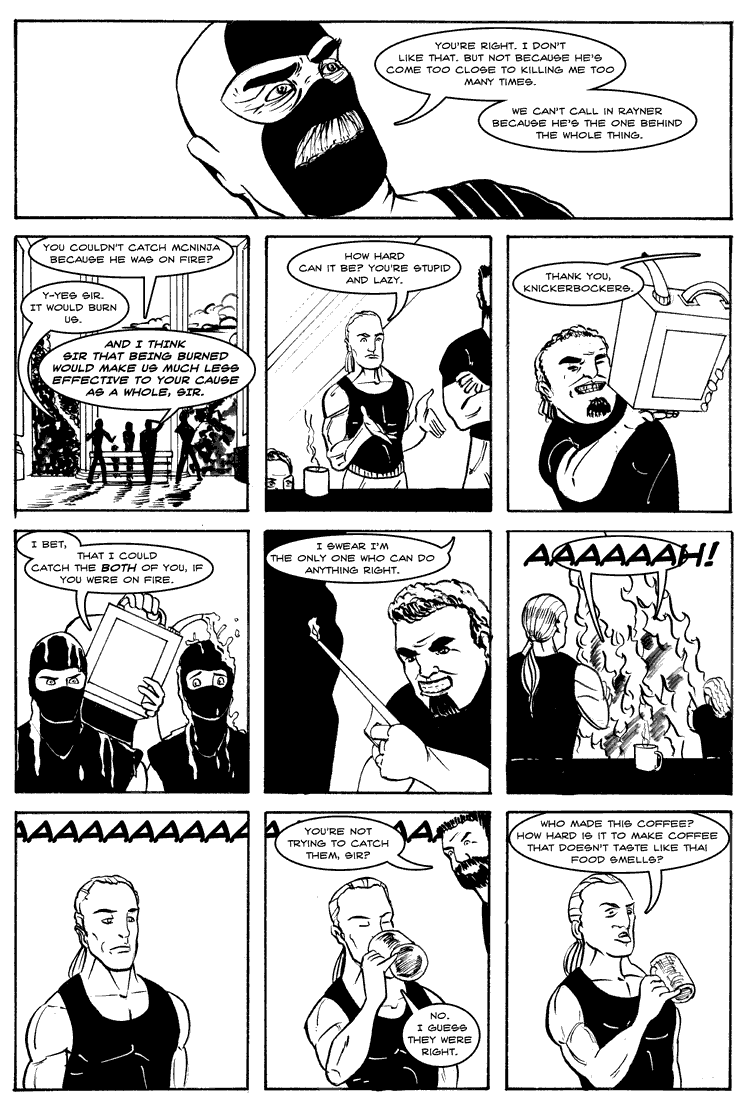 YOU'RE RIGHT. I DON'T
LIKE THAT. BUT NOT BECAUSE HE'S
COME TOO CLOSE TO KILLING ME TOO
MANY TIMES.
WE CAN'T CALL IN RAYNER
BECAUSE HE'S THE ONE BEHIND
THE WHOLE THING.
YOU COULDN'T CATCH MCNINJA
BECAUSE HE WAS ON FIRE?
Y-YES SIR.
IT WOULD BURN
US.
AND I THINK
SIR THAT BEING BURNED
WOULD MAKE US MUCH LESS
EFFECTIVE TO YOUR CAUSE
AS A WHOLE, SIR.
HOW HARD
CAN IT BE? YOU'RE STUPID
AND LAZY.
THANK YOU,
KNICKERBOCKERS.
I BET,
THAT I COULD
CATCH THE BOTH OF YOU, IF
YOU WERE ON FIRE.
I SWEAR I'M
THE ONLY ONE WHO CAN DO
ANYTHING RIGHT.
AAAAAAAH!
AAAAAAAAAAA
YOU'RE NOT
TRYING TO CATCH
THEM, SIR?
NO.
I GUESS
THEY WERE
RIGHT.
WHO MADE THIS COFFEE?
HOW HARD IS IT TO MAKE COFFEE
THAT DOESN'T TASTE LIKE THAI
FOOD SMELLS?